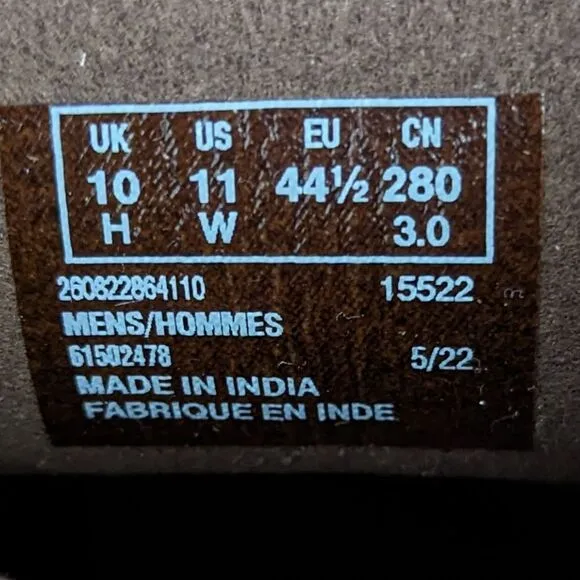 UK US EU CN
10 11 44½ 280
H W 3.0
260822864110 15522
MENS/HOMMES
61502478 5/22
MADE IN INDIA
FABRIQUE EN INDE